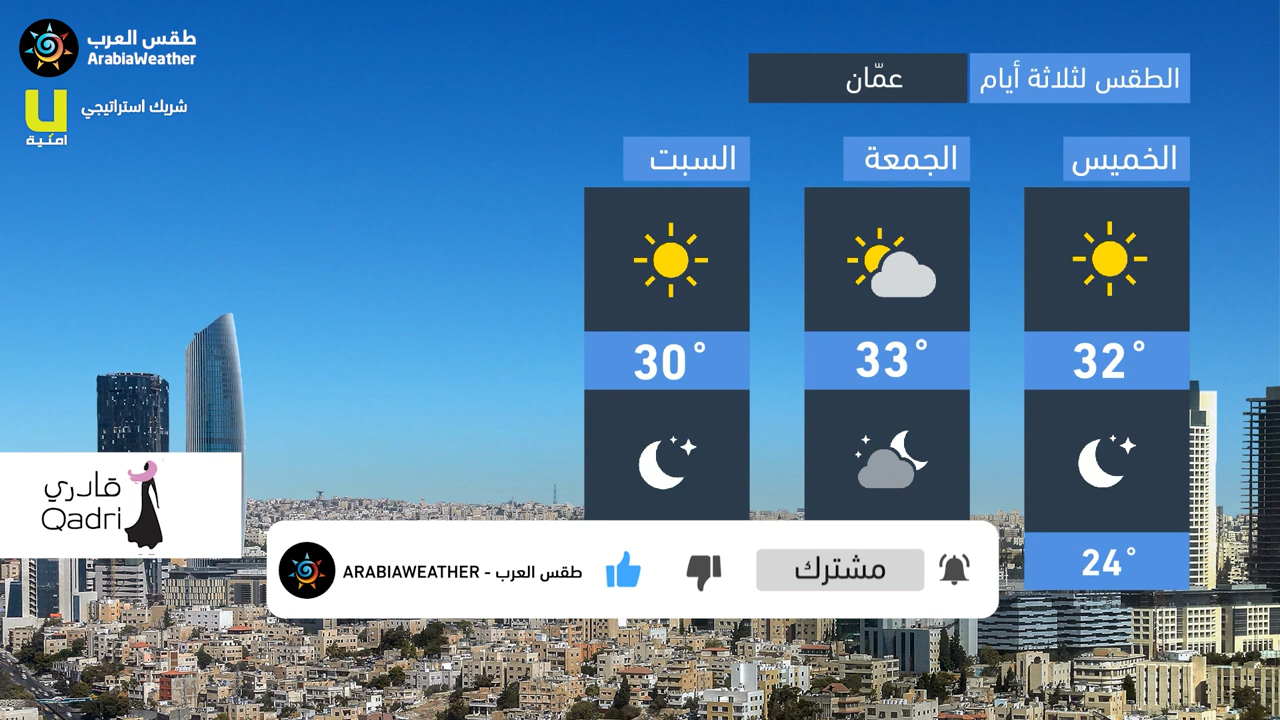 طقس العرب
ArabiaWeather
شريك استراتيجي
امنية
الطقس لثلاثة أيام
عمّان
الخميس
الجمعة
السبت
32°
33°
30°
24°
قادري
Qadri
ARABIAWEATHER - طقس العرب
مشترك